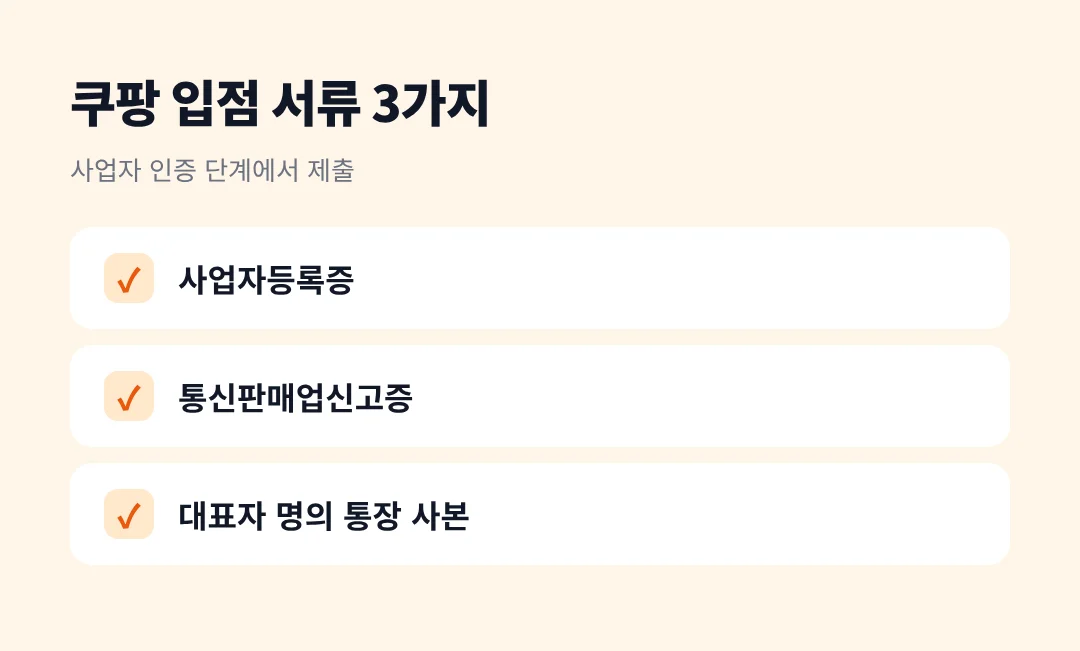 쿠팡 입점 서류 3가지
사업자 인증 단계에서 제출
✓ 사업자등록증
✓ 통신판매업신고증
✓ 대표자 명의 통장 사본